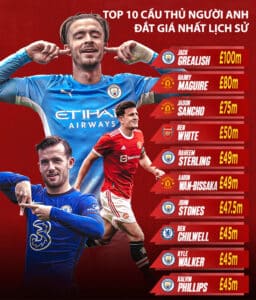 TOP 10 CẦU THỦ NGƯỜI ANH
ĐẮT GIÁ NHẤT LỊCH SỬ
JACK
GREALISH £100m
HARRY
MAGUIRE £80m
JADON
SANCHO £75m
BEN
WHITE £50m
RAHEEM
STERLING £49m
AARON
WAN-BISSAKA £49m
JOHN
STONES £47.5m
BEN
CHILWELL £45m
KYLE
WALKER £45m
KALVIN
PHILLIPS £45m
ETIHAD
AIRWAYS
3